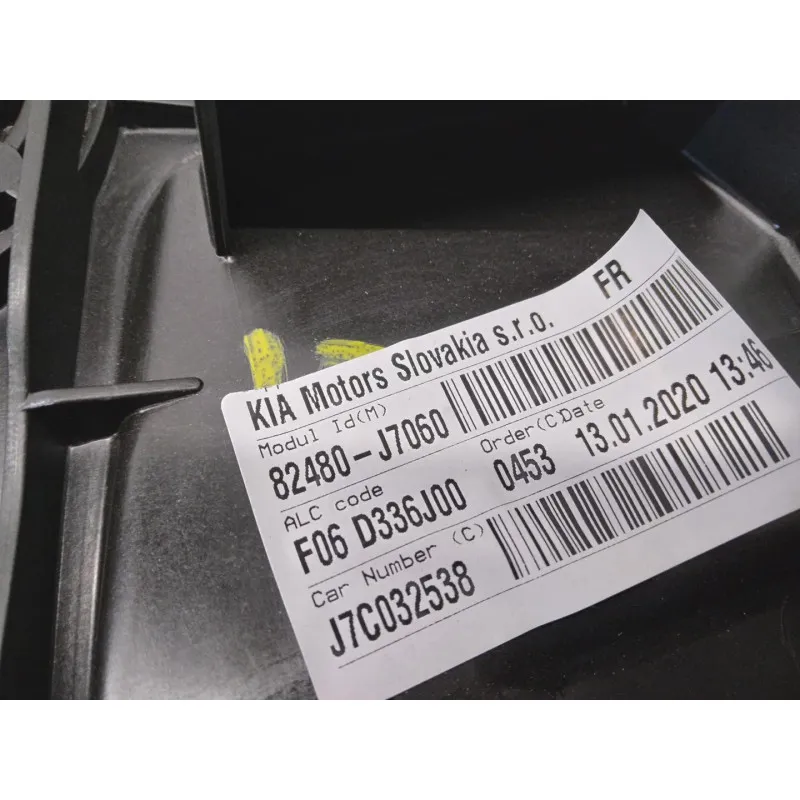 KIA Motors Slovakia s.r.o. FR
Modul Id(M)
82480-J7060
ALC code Order(C)Date
F06 D336J00 0453 13.01.2020 13:46
Car Number (C)
J7C032538